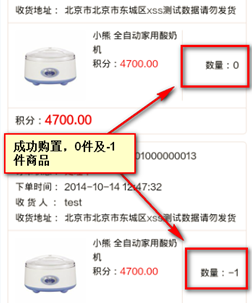 收货地址： 北京市北京市东城区xss测试数据请勿发货
小熊 全自动家用酸奶
机
积分：4700.00
数量：0
积分：4700.00
成功购置，0件及-1
件商品
01000000013
下单时间：2014-10-14 12:47:32
收 货 人 ： test
收货地址： 北京市北京市东城区xss测试数据请勿发货
小熊 全自动家用酸奶
机
积分：4700.00
数量：-1